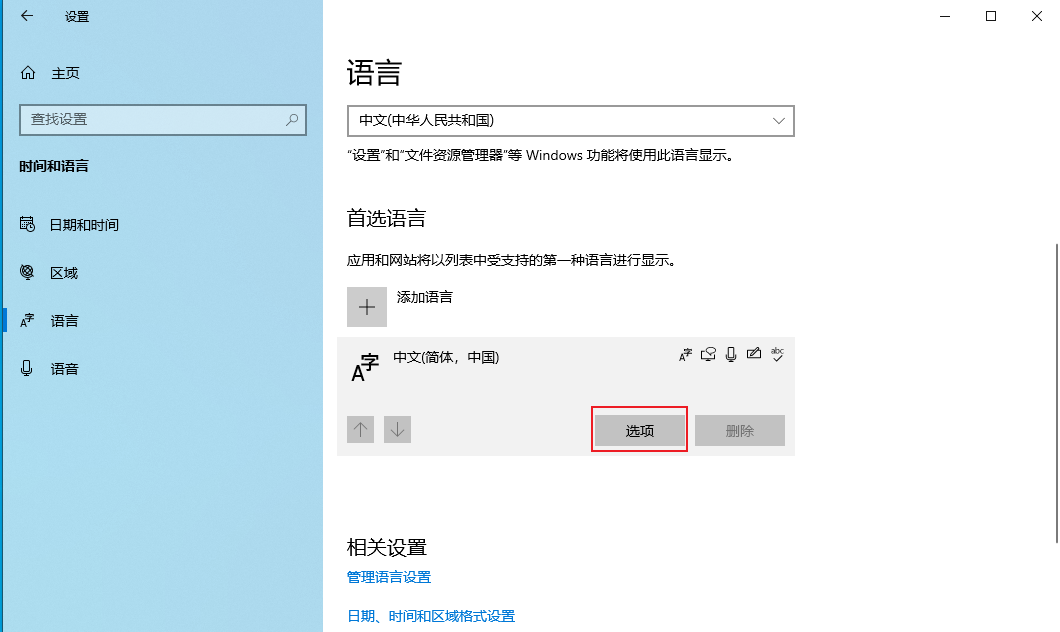 设置
主页
查找设置
时间和语言
日期和时间
区域
语言
语音
语言
中文(中华人民共和国)
“设置”和“文件资源管理器”等 Windows 功能将使用此语言显示。
首选语言
应用和网站将以列表中受支持的第一种语言进行显示。
添加语言
A字
中文(简体，中国)
A字
abc
选项
删除
相关设置
管理语言设置
日期、时间和区域格式设置